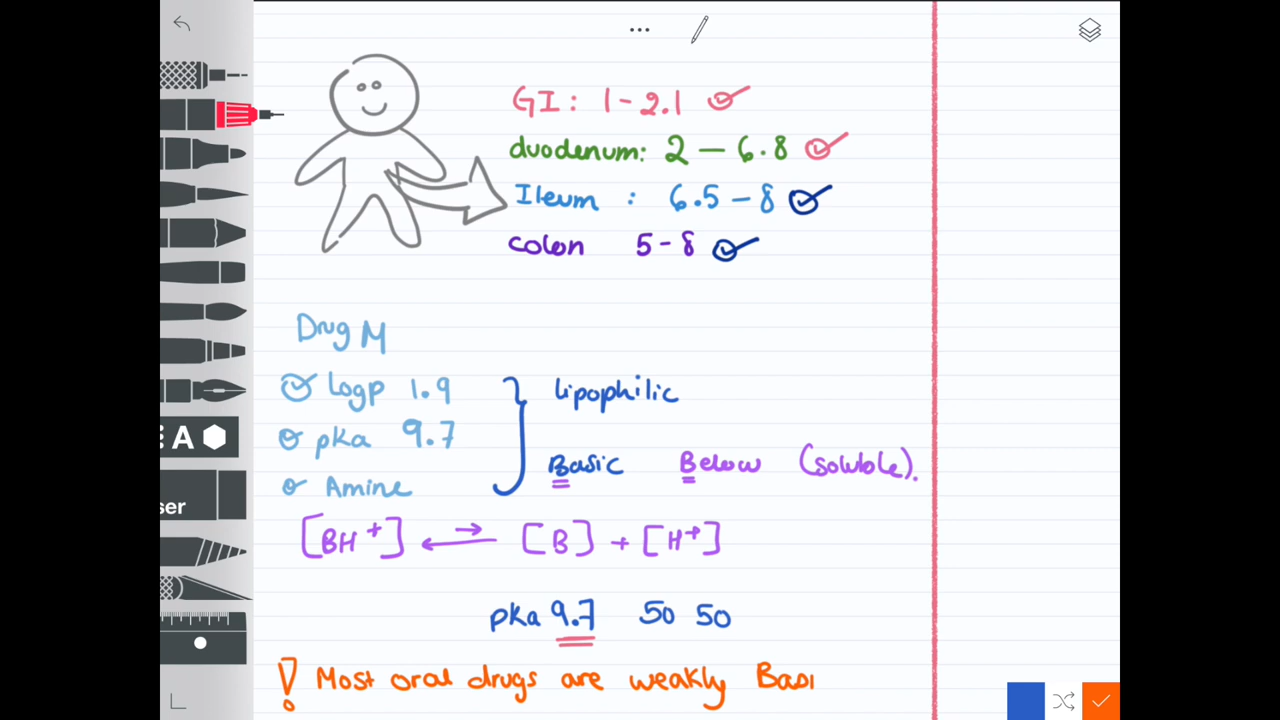 GI: 1-2.1
duodenum: 2 - 6.8
Ileum : 6.5 - 8
colon 5-8
Drug M
logp 1.9
lipophilic
pka 9.7
Basic Below (soluble).
Amine
[BH+] ⇌ [B] + [H+]
pka 9.7 50 50
! Most oral drugs are weakly Basi
A
ser